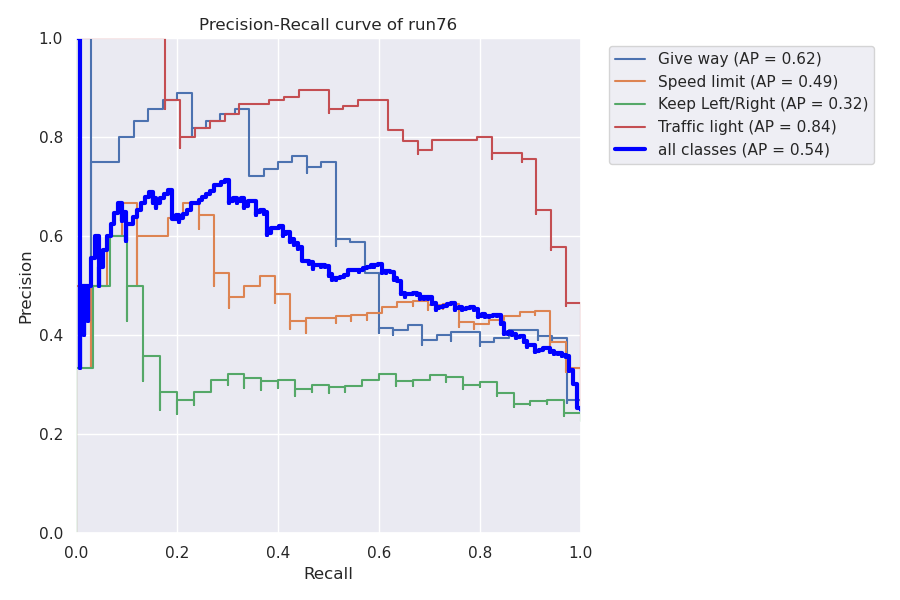 Precision-Recall curve of run76
Give way (AP = 0.62)
Speed limit (AP = 0.49)
Keep Left/Right (AP = 0.32)
Traffic light (AP = 0.84)
all classes (AP = 0.54)
Precision
1.0
0.8
0.6
0.4
0.2
0.0
0.0 0.2 0.4 0.6 0.8 1.0
Recall